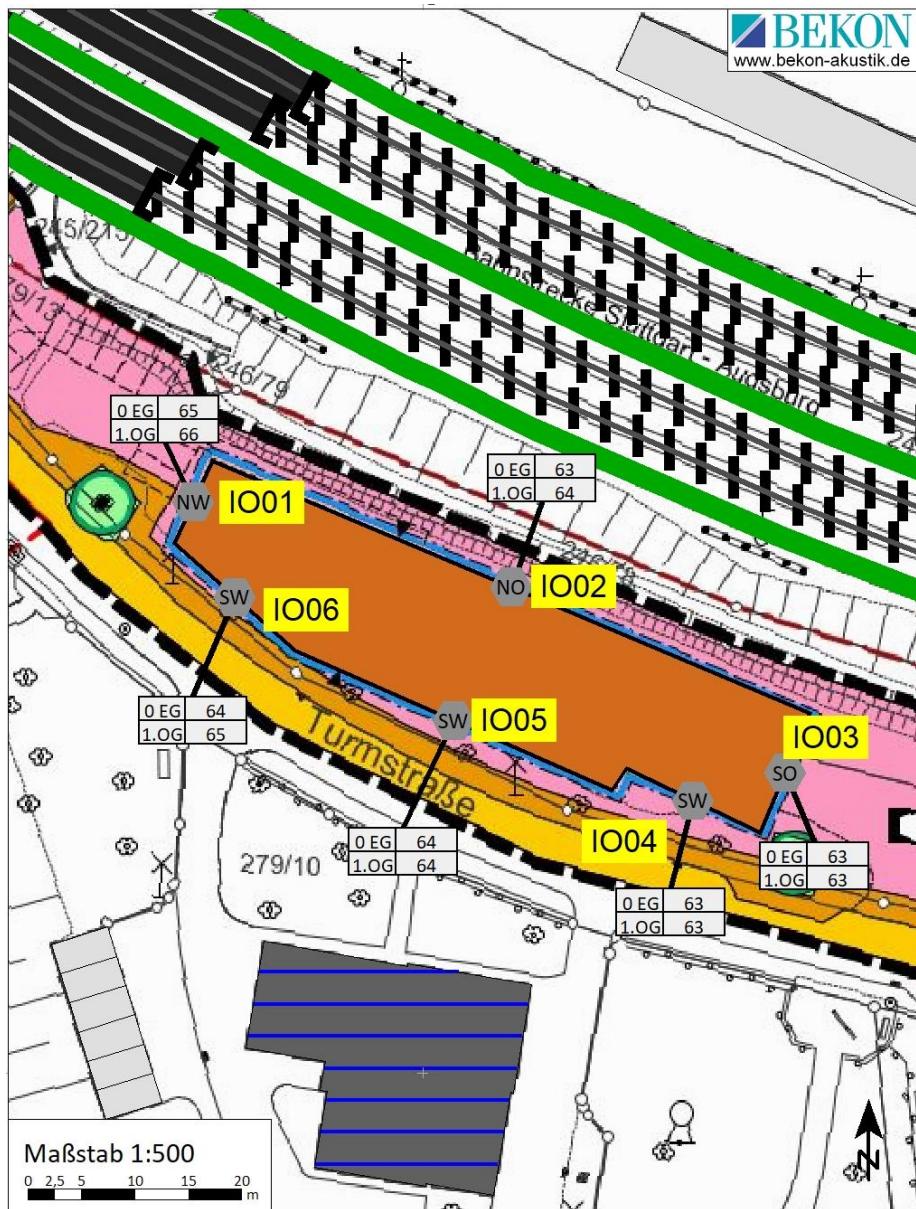 BEKON
www.bekon-akustik.de
245/215
79/13
246/79
Augsburg
0 EG 65
1.OG 66
NW IO01
0 EG 63
1.OG 64
NO IO02
SW IO06
0 EG 64
1.OG 65
SW IO05
IO03
SO
SW
IO04
Turmstraße
0 EG 64
1.OG 64
0 EG 63
1.OG 63
279/10
0 EG 63
1.OG 63
Maßstab 1:500
0 2,5 5 10 15 20
m
N